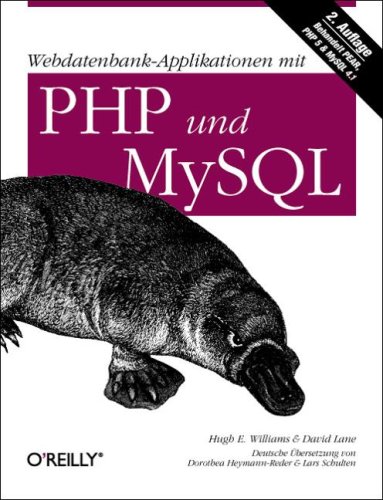 Webdatenbank-Applikationen mit
2. Auflage
Behandelt PEAR,
PHP 5 & MySQL 4.1
PHP und
MySQL
Hugh E. Williams & David Lane
Deutsche Übersetzung von
Dorothea Heymann-Reder & Lars Schulten
O'REILLY®